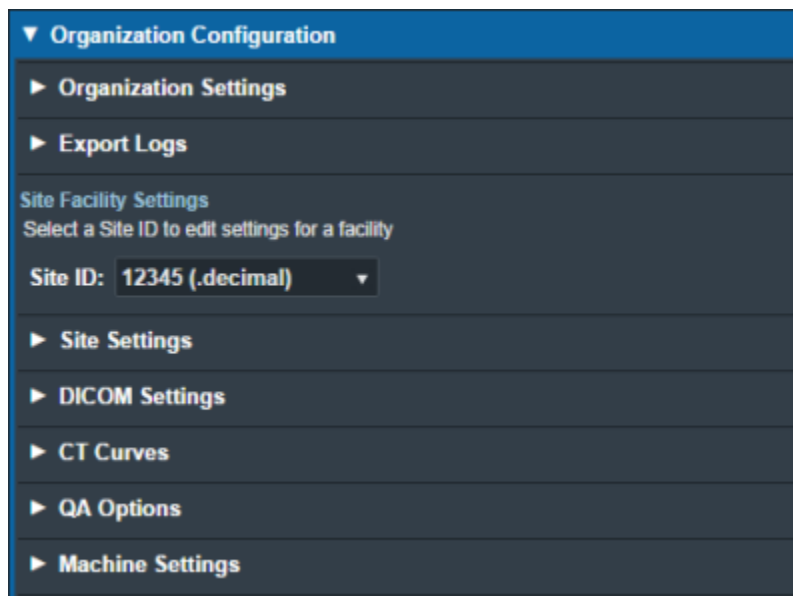 Organization Configuration
Organization Settings
Export Logs
Site Facility Settings
Select a Site ID to edit settings for a facility
Site ID: 12345 (.decimal)
Site Settings
DICOM Settings
CT Curves
QA Options
Machine Settings